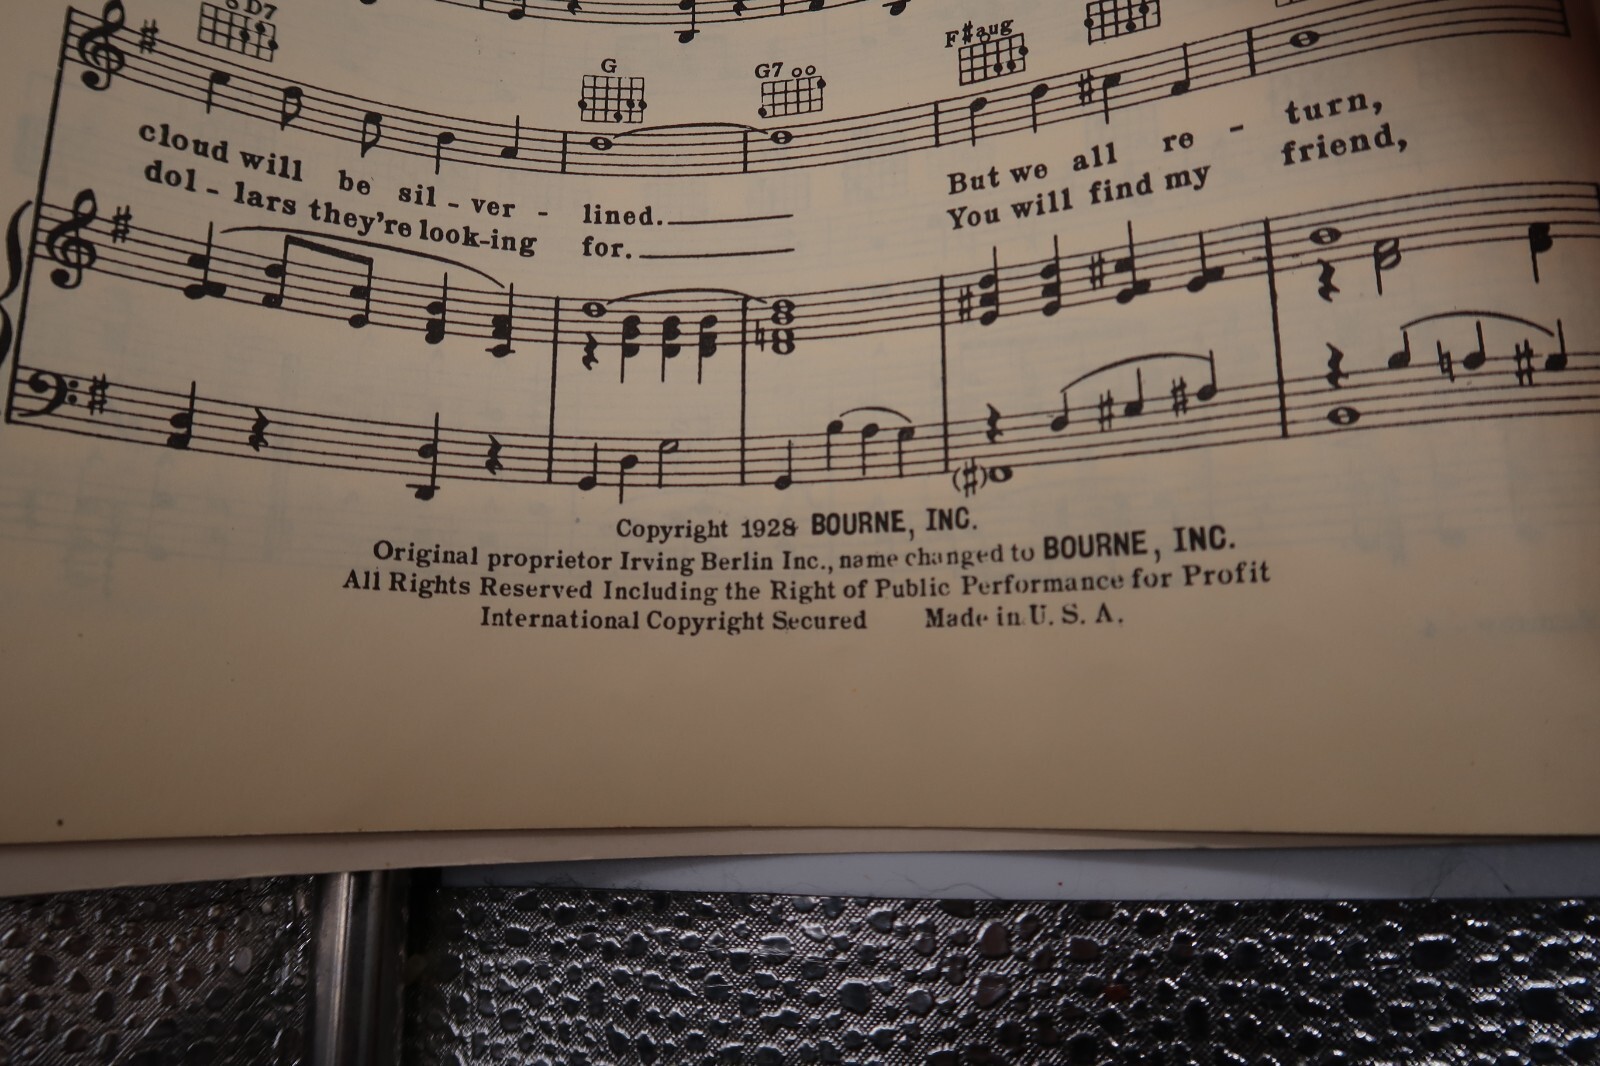 D7
G
G7
F#aug
cloud will be sil - ver - lined. But we all re - turn,
dol - lars they're look-ing for. You will find my friend,
Copyright 1928 BOURNE, INC.
Original proprietor Irving Berlin Inc., name changed to BOURNE, INC.
All Rights Reserved Including the Right of Public Performance for Profit
International Copyright Secured Made in U. S. A.